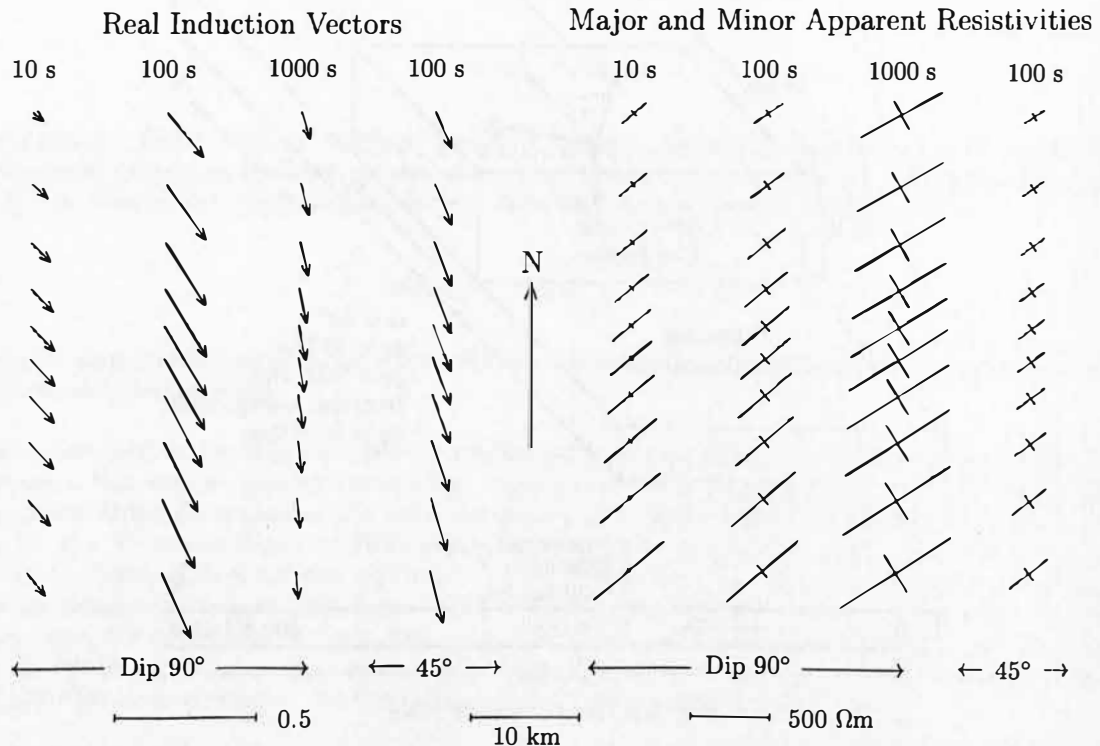 Real Induction Vectors
Major and Minor Apparent Resistivities
10 s 100 s 1000 s 100 s
10 s 100 s 1000 s 100 s
N
Dip 90° 45°
Dip 90° 45°
0.5
10 km
500 Ωm